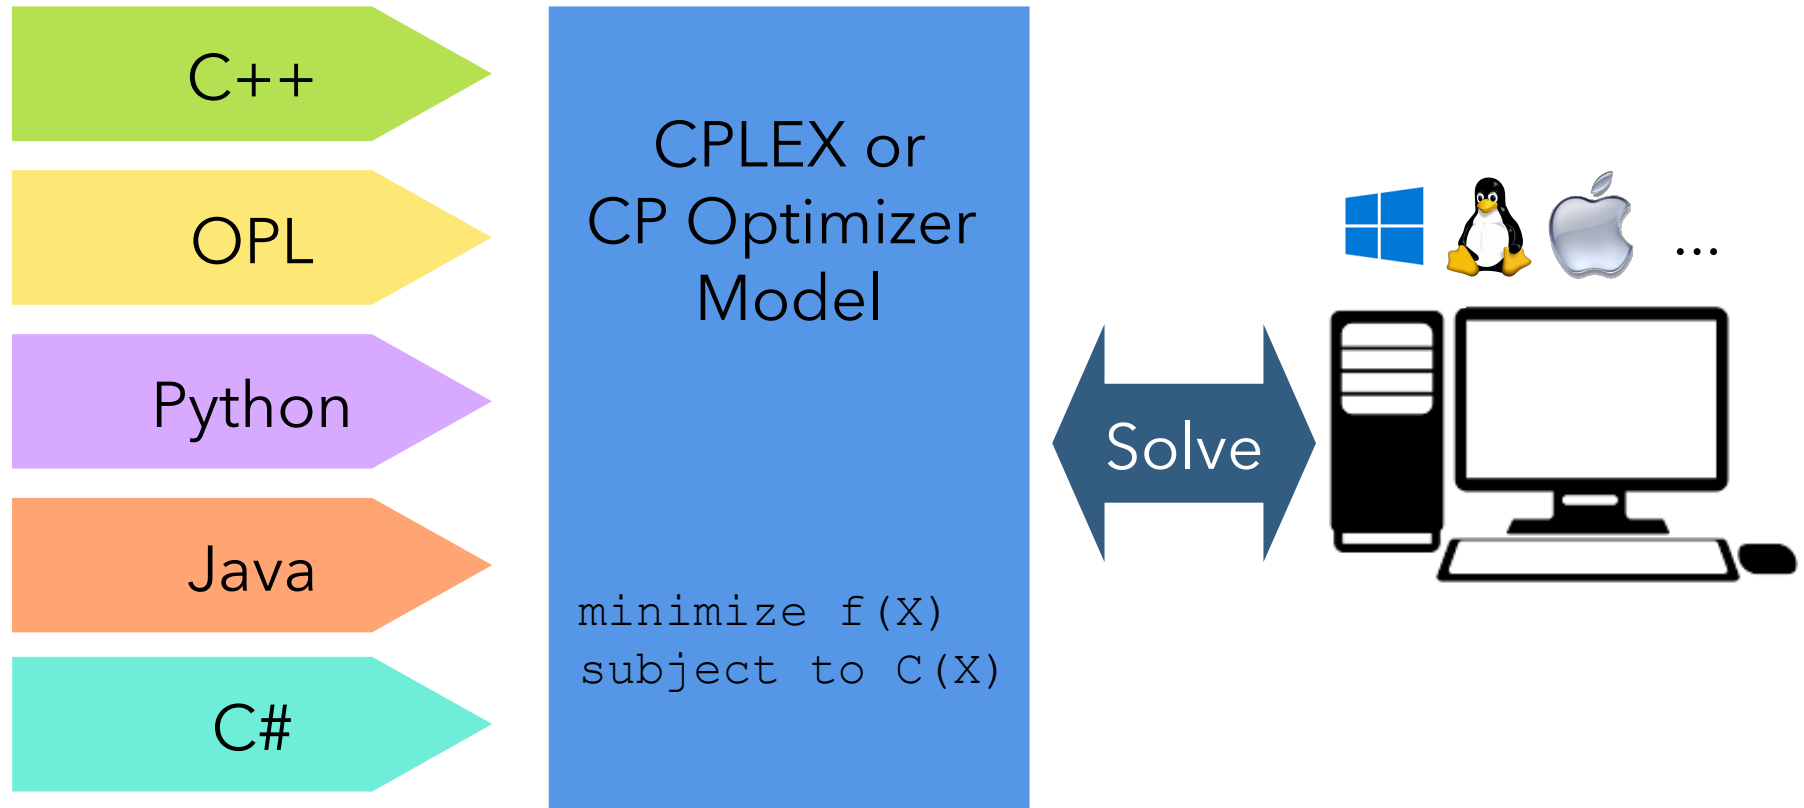 C++
OPL
Python
Java
C#
CPLEX or
CP Optimizer
Model
minimize f(X)
subject to C(X)
Solve
...